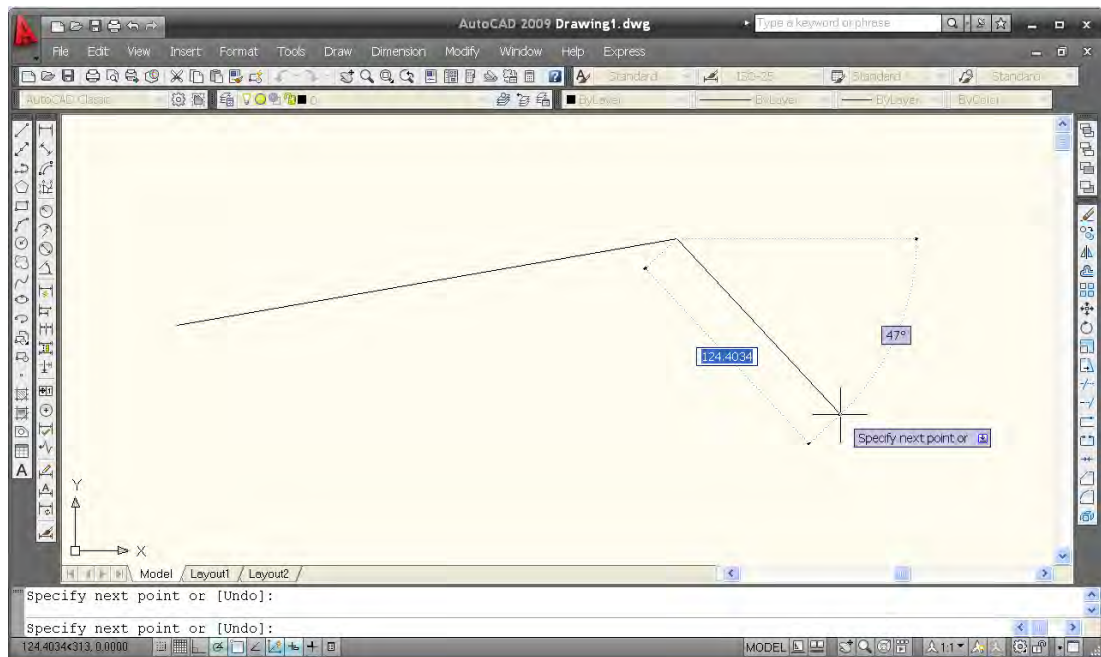 AutoCAD 2009 Drawing1.dwg Type a keyword or phrase
File Edit View Insert Format Tools Draw Dimension Modify Window Help Express
Standard ISO-25 Standard Standard
AutoCAD Classic 0 ByLayer ByLayer ByLayer ByColor
47°
124.4034
Specify next point or
A
Y
X
Model Layout1 Layout2
Specify next point or [Undo]:
Specify next point or [Undo]:
124.4034<313, 0.0000 MODEL 1:1